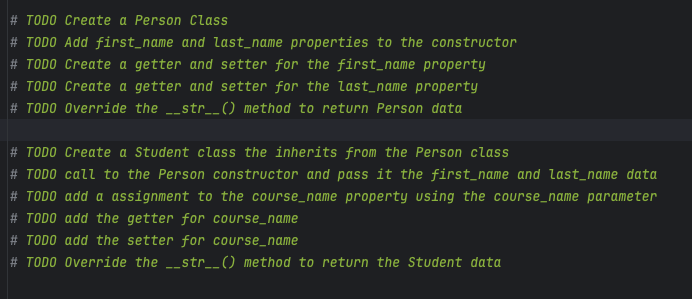 # TODO Create a Person Class
# TODO Add first_name and last_name properties to the constructor
# TODO Create a getter and setter for the first_name property
# TODO Create a getter and setter for the last_name property
# TODO Override the __str__() method to return Person data
# TODO Create a Student class the inherits from the Person class
# TODO call to the Person constructor and pass it the first_name and last_name data
# TODO add a assignment to the course_name property using the course_name parameter
# TODO add the getter for course_name
# TODO add the setter for course_name
# TODO Override the __str__() method to return the Student data